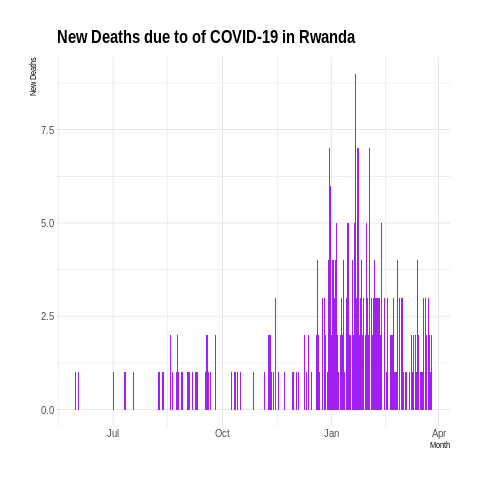 New Deaths due to of COVID-19 in Rwanda
New Deaths
7.5
5.0
2.5
0.0
Jul Oct Jan Apr
Month